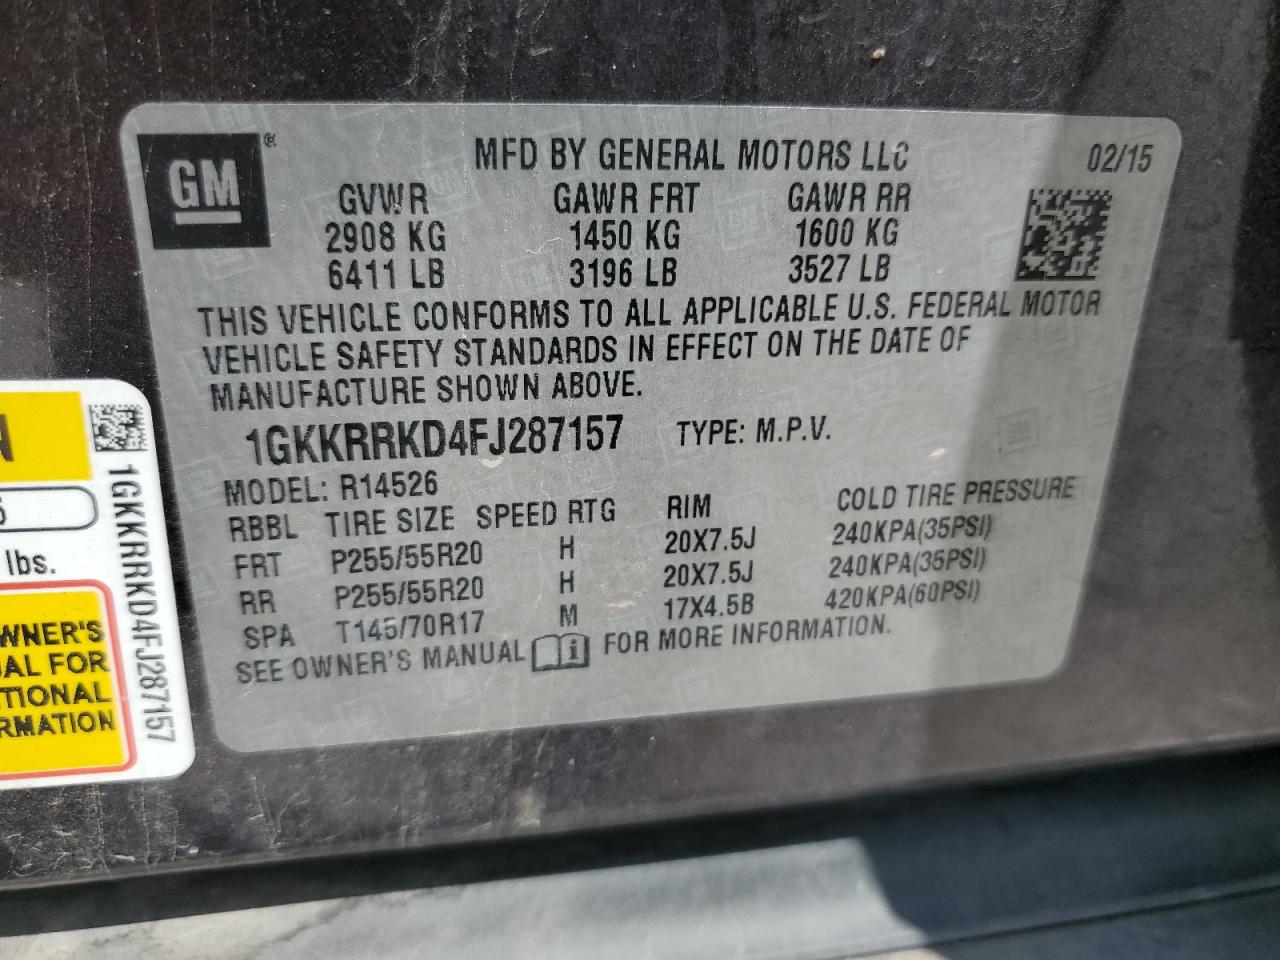 GM®
MFD BY GENERAL MOTORS LLC 02/15
GVWR GAWR FRT GAWR RR
2908 KG 1450 KG 1600 KG
6411 LB 3196 LB 3527 LB
THIS VEHICLE CONFORMS TO ALL APPLICABLE U.S. FEDERAL MOTOR
VEHICLE SAFETY STANDARDS IN EFFECT ON THE DATE OF
MANUFACTURE SHOWN ABOVE.
1GKKRRKD4FJ287157 TYPE: M.P.V.
MODEL: R14526
RBBL TIRE SIZE SPEED RTG RIM COLD TIRE PRESSURE
FRT P255/55R20 H 20X7.5J 240KPA(35PSI)
RR P255/55R20 H 20X7.5J 240KPA(35PSI)
SPA T145/70R17 M 17X4.5B 420KPA(60PSI)
SEE OWNER'S MANUAL FOR MORE INFORMATION.
N
lbs.
WNER'S
UAL FOR
TIONAL
RMATION
1GKKRRKD4FJ287157